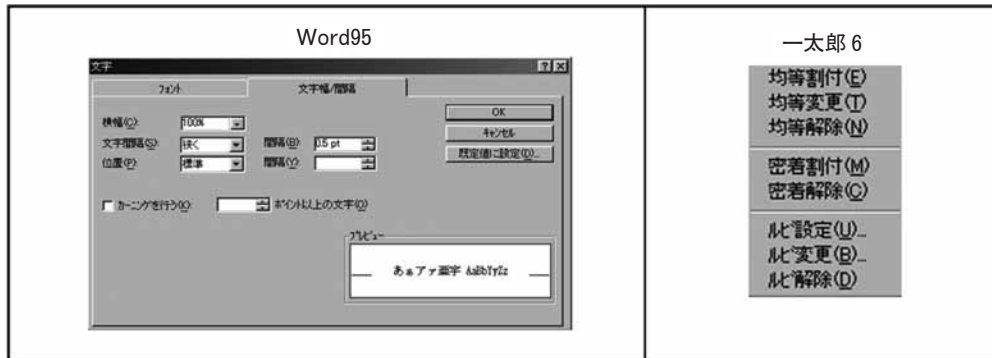 Word95
文字
フォント
文字幅/間隔
横幅(C):
100%
文字間隔(S):
狭く
間隔(B):
0.5 pt
位置(P):
標準
間隔(Y):
カーニングを行う(K):
ポイント以上の文字(O)
OK
キャンセル
既定値に設定(D)...
プレビュー
あぁアァ亜宇 AaBbYyZz
一太郎 6
均等割付(E)
均等変更(T)
均等解除(N)
密着割付(M)
密着解除(C)
ルビ設定(U)...
ルビ変更(B)...
ルビ解除(D)